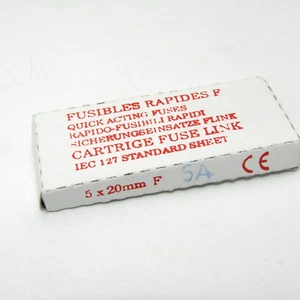 FUSIBLES RAPIDES F
QUICK ACTING FUSES
RAPIDO-FUSIBILI RAPIDI
SICHERUNGSEINSATZE FLINK
CARTRIGE FUSE LINK
IEC 127 STANDARD SHEET
5 x 20mm F 5A CE